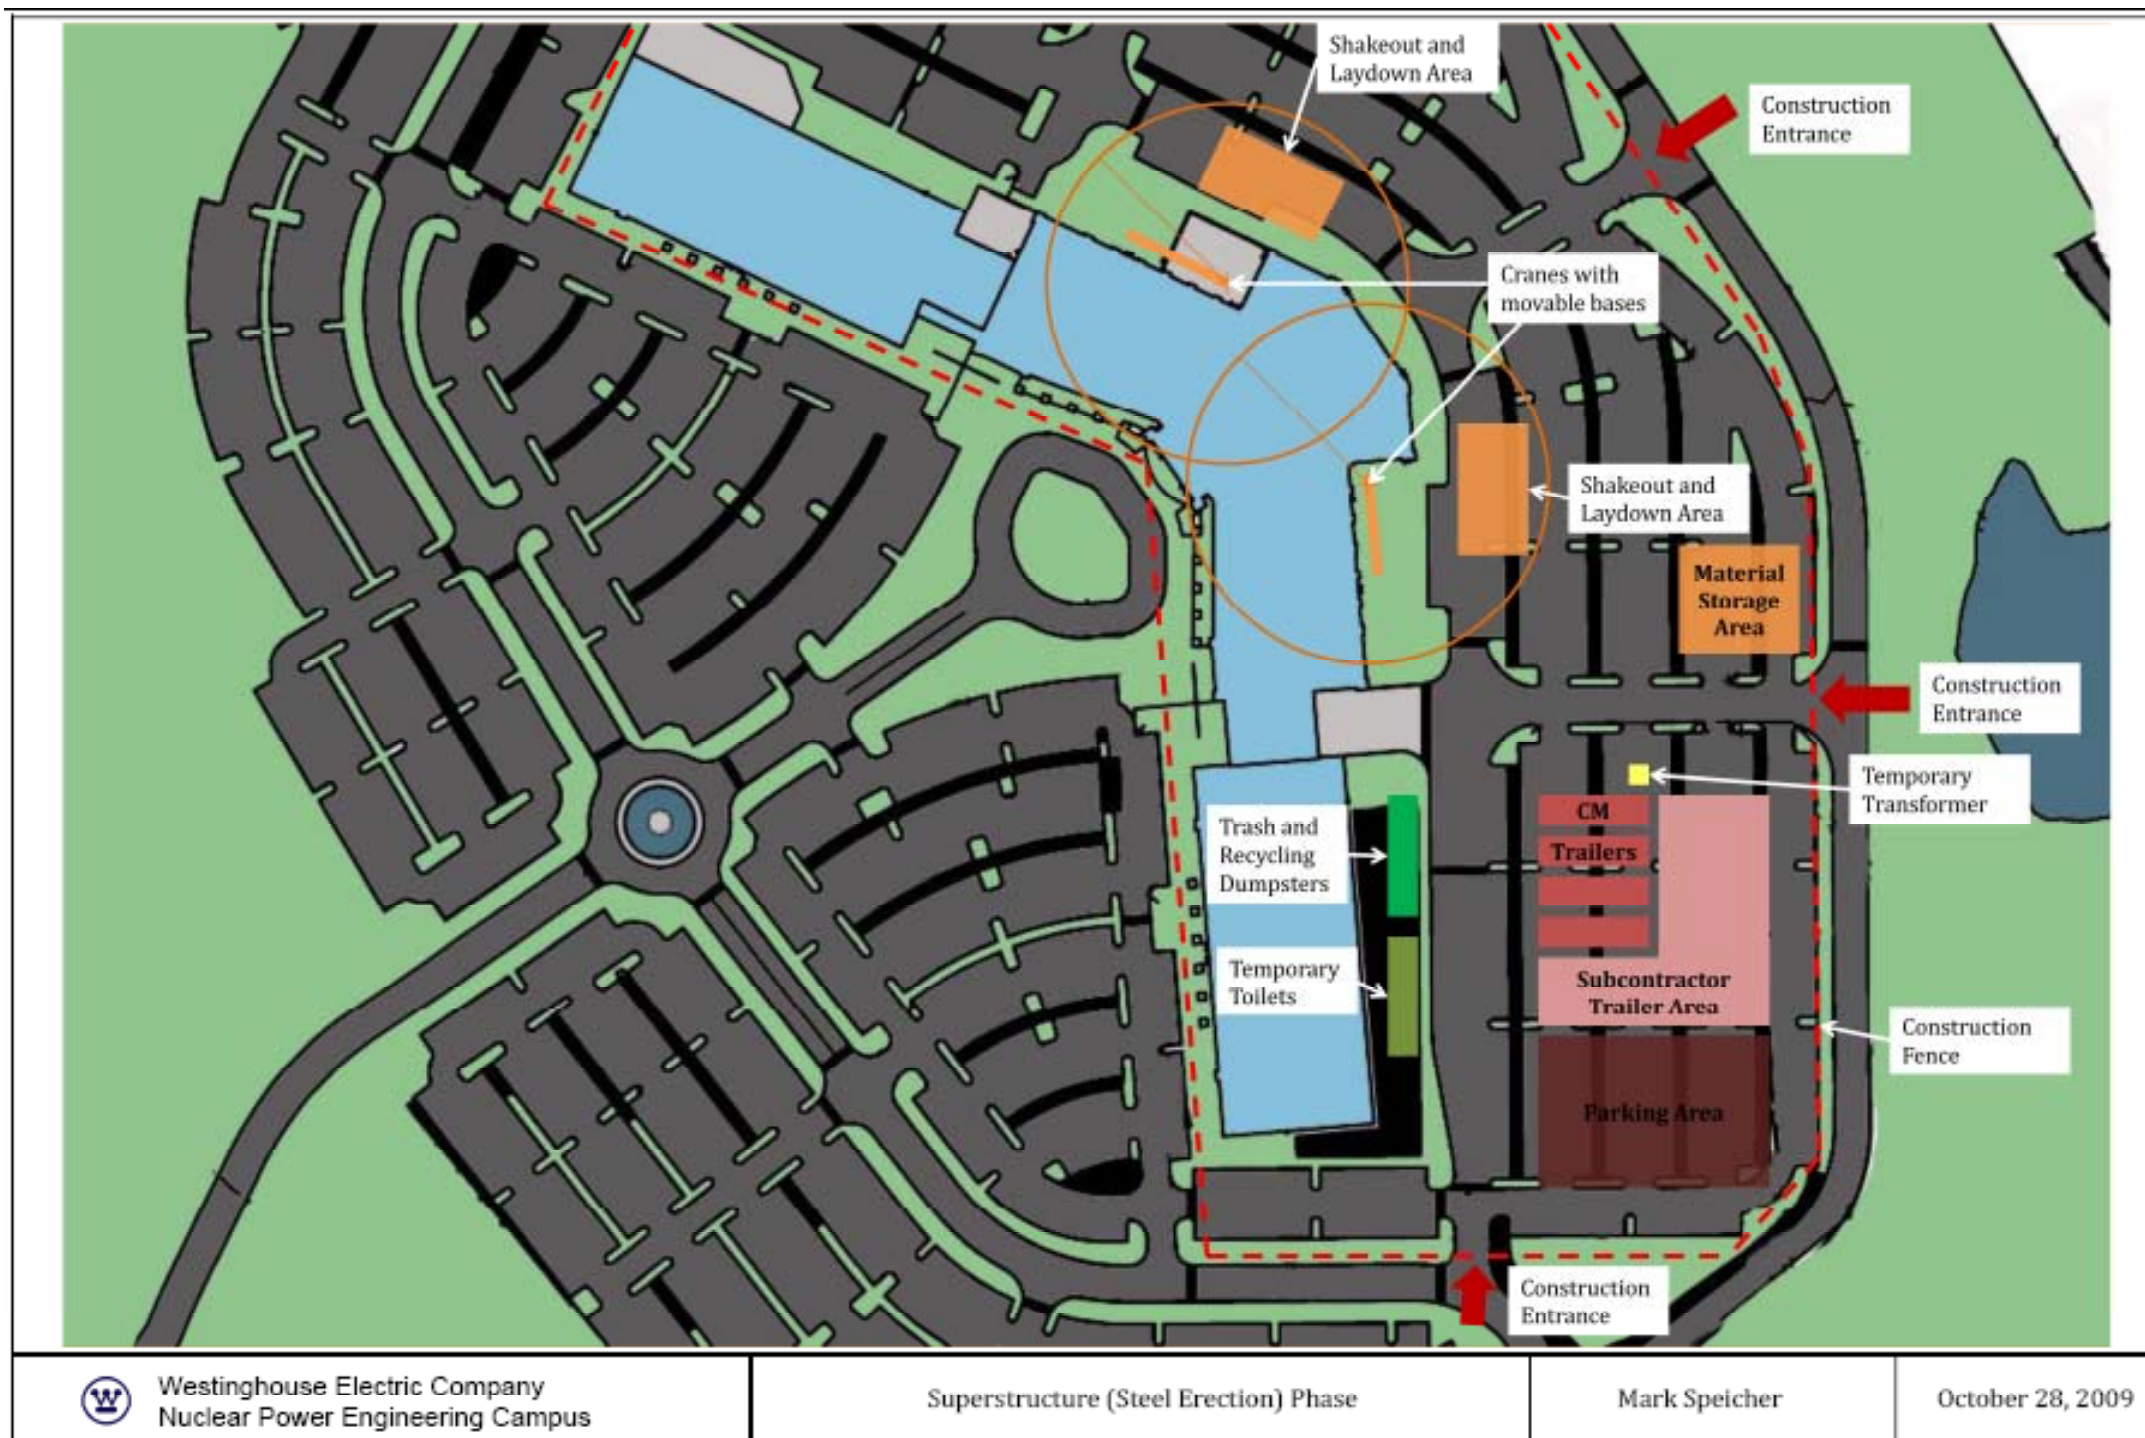 Shakeout and
Laydown Area
Construction
Entrance
Cranes with
movable bases
Shakeout and
Laydown Area
Material
Storage
Area
Construction
Entrance
Temporary
Transformer
CM
Trailers
Trash and
Recycling
Dumpsters
Temporary
Toilets
Subcontractor
Trailer Area
Construction
Fence
Parking Area
Construction
Entrance
W
Westinghouse Electric Company
Nuclear Power Engineering Campus
Superstructure (Steel Erection) Phase
Mark Speicher
October 28, 2009